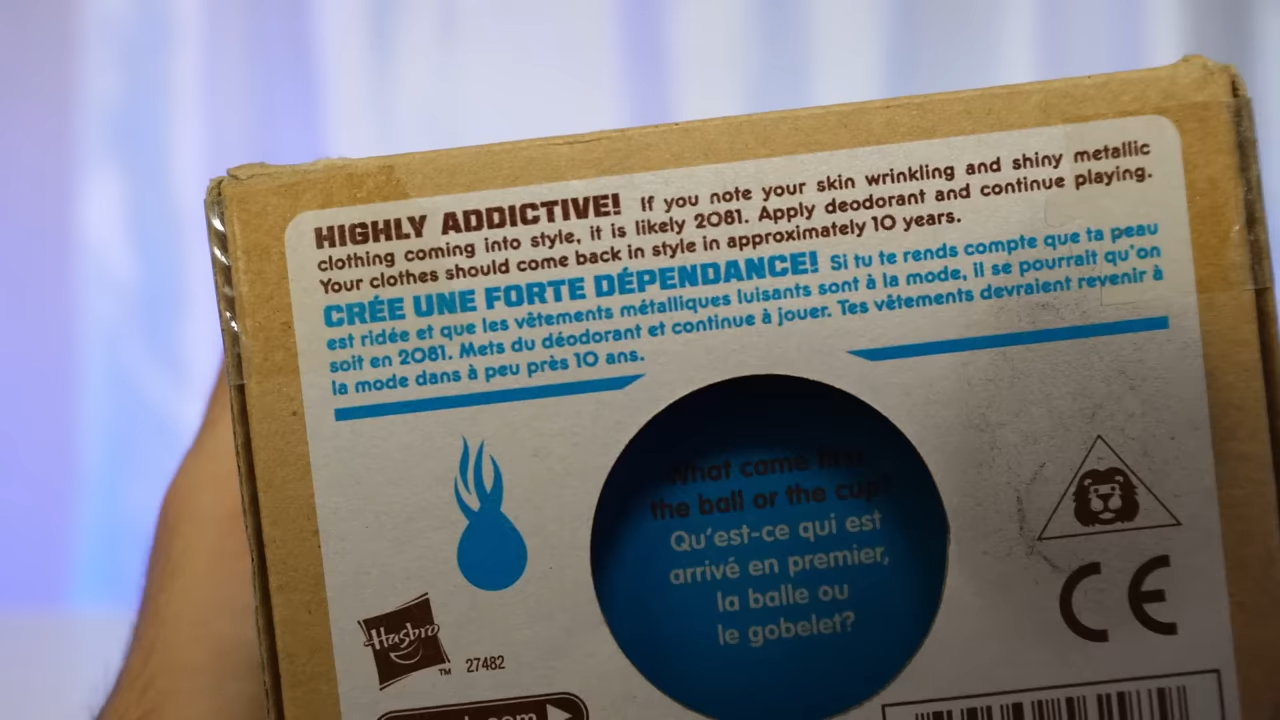 HIGHLY ADDICTIVE! If you note your skin wrinkling and shiny metallic
clothing coming into style, it is likely 2081. Apply deodorant and continue playing.
Your clothes should come back in style in approximately 10 years.
CRÉE UNE FORTE DÉPENDANCE! Si tu te rends compte que ta peau
est ridée et que les vêtements métalliques luisants sont à la mode, il se pourrait qu'on
soit en 2081. Mets du déodorant et continue à jouer. Tes vêtements devraient revenir à
la mode dans à peu près 10 ans.
What came first
the ball or the cup?
Qu'est-ce qui est
arrivé en premier,
la balle ou
le gobelet?
CE
Hasbro
TM 27482